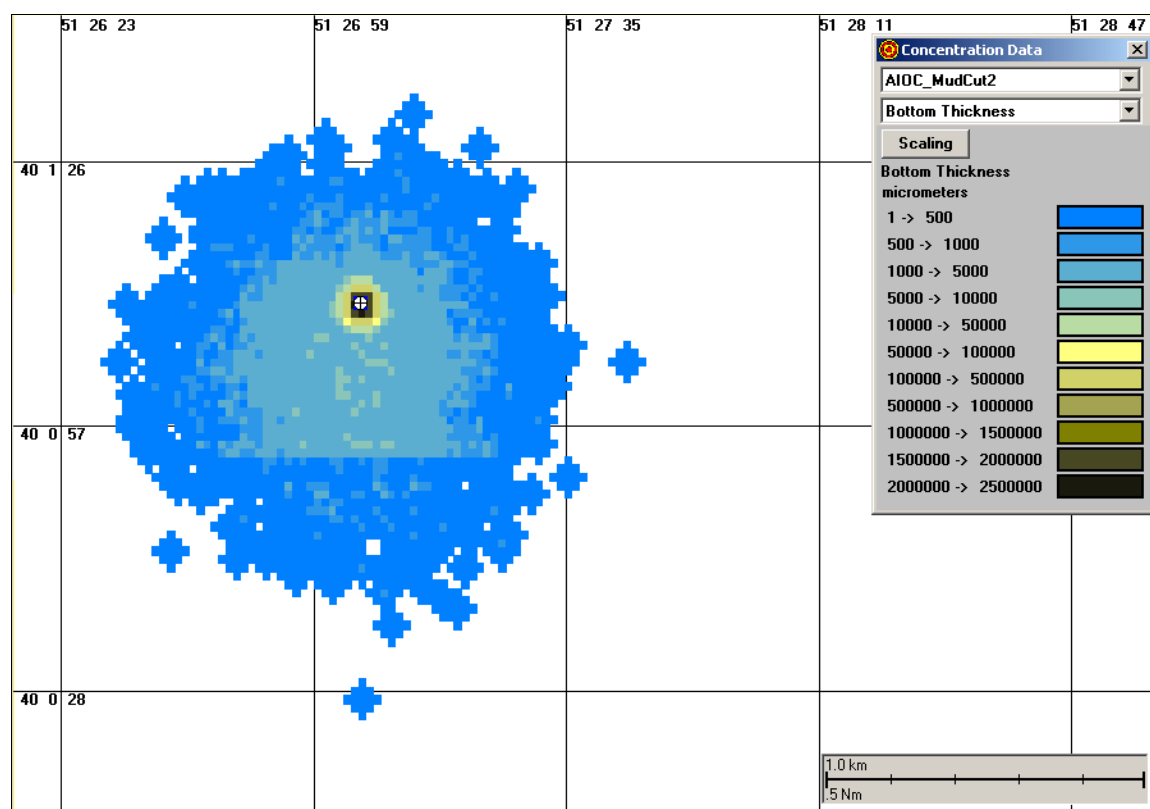 51 26 23
51 26 59
51 27 35
51 28 11
51 28 47
Concentration Data
AIOC_MudCut2
Bottom Thickness
Scaling
Bottom Thickness
micrometers
1 -> 500
500 -> 1000
1000 -> 5000
5000 -> 10000
10000 -> 50000
50000 -> 100000
100000 -> 500000
500000 -> 1000000
1000000 -> 1500000
1500000 -> 2000000
2000000 -> 2500000
40 1 26
40 0 57
40 0 28
1.0 km
.5 Nm